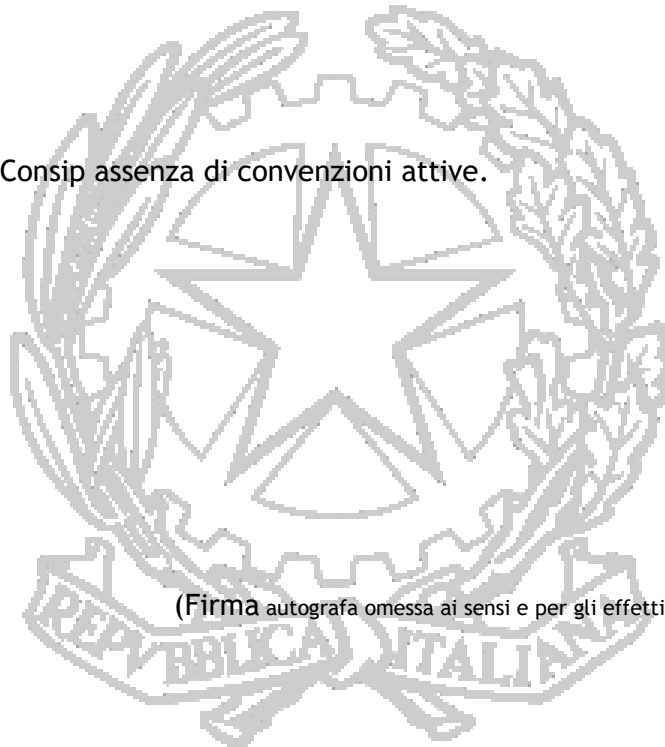 Consip assenza di convenzioni attive.
(Firma autografa omessa ai sensi e per gli effetti
REPVBBLICA ITALIANA